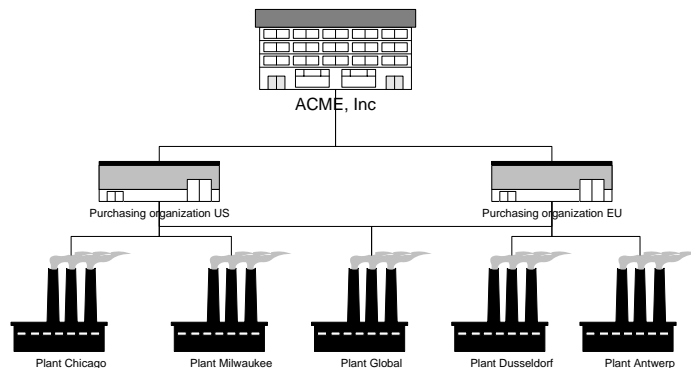 ACME, Inc
Purchasing organization US
Purchasing organization EU
Plant Chicago
Plant Milwaukee
Plant Global
Plant Dusseldorf
Plant Antwerp